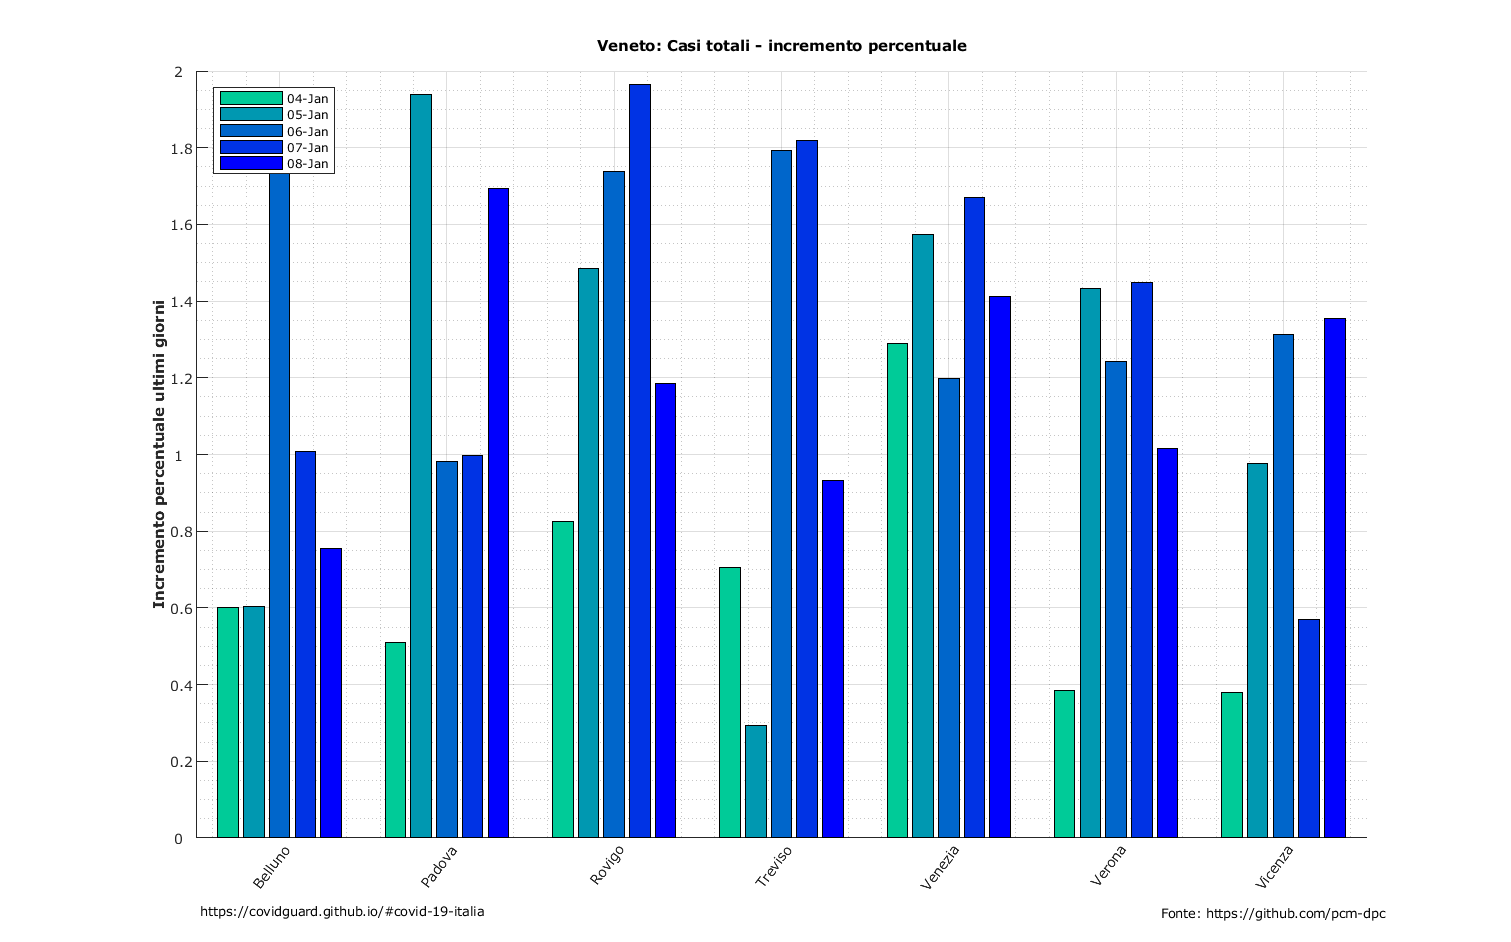 Veneto: Casi totali - incremento percentuale
04-Jan
05-Jan
06-Jan
07-Jan
08-Jan
Incremento percentuale ultimi giorni
2
1.8
1.6
1.4
1.2
1
0.8
0.6
0.4
0.2
0
Belluno
Padova
Rovigo
Treviso
Venezia
Verona
Vicenza
https://covidguard.github.io/#covid-19-italia
Fonte: https://github.com/pcm-dpc